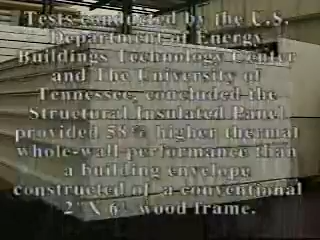 Tests conducted by the U.S.
Department of Energy
Buildings Technology Center
and The University of
Tennessee, concluded the
Structural Insulated Panel
provided 58% higher thermal
whole-wall performance than
a building envelope
constructed of a conventional
2"X 6" wood frame.